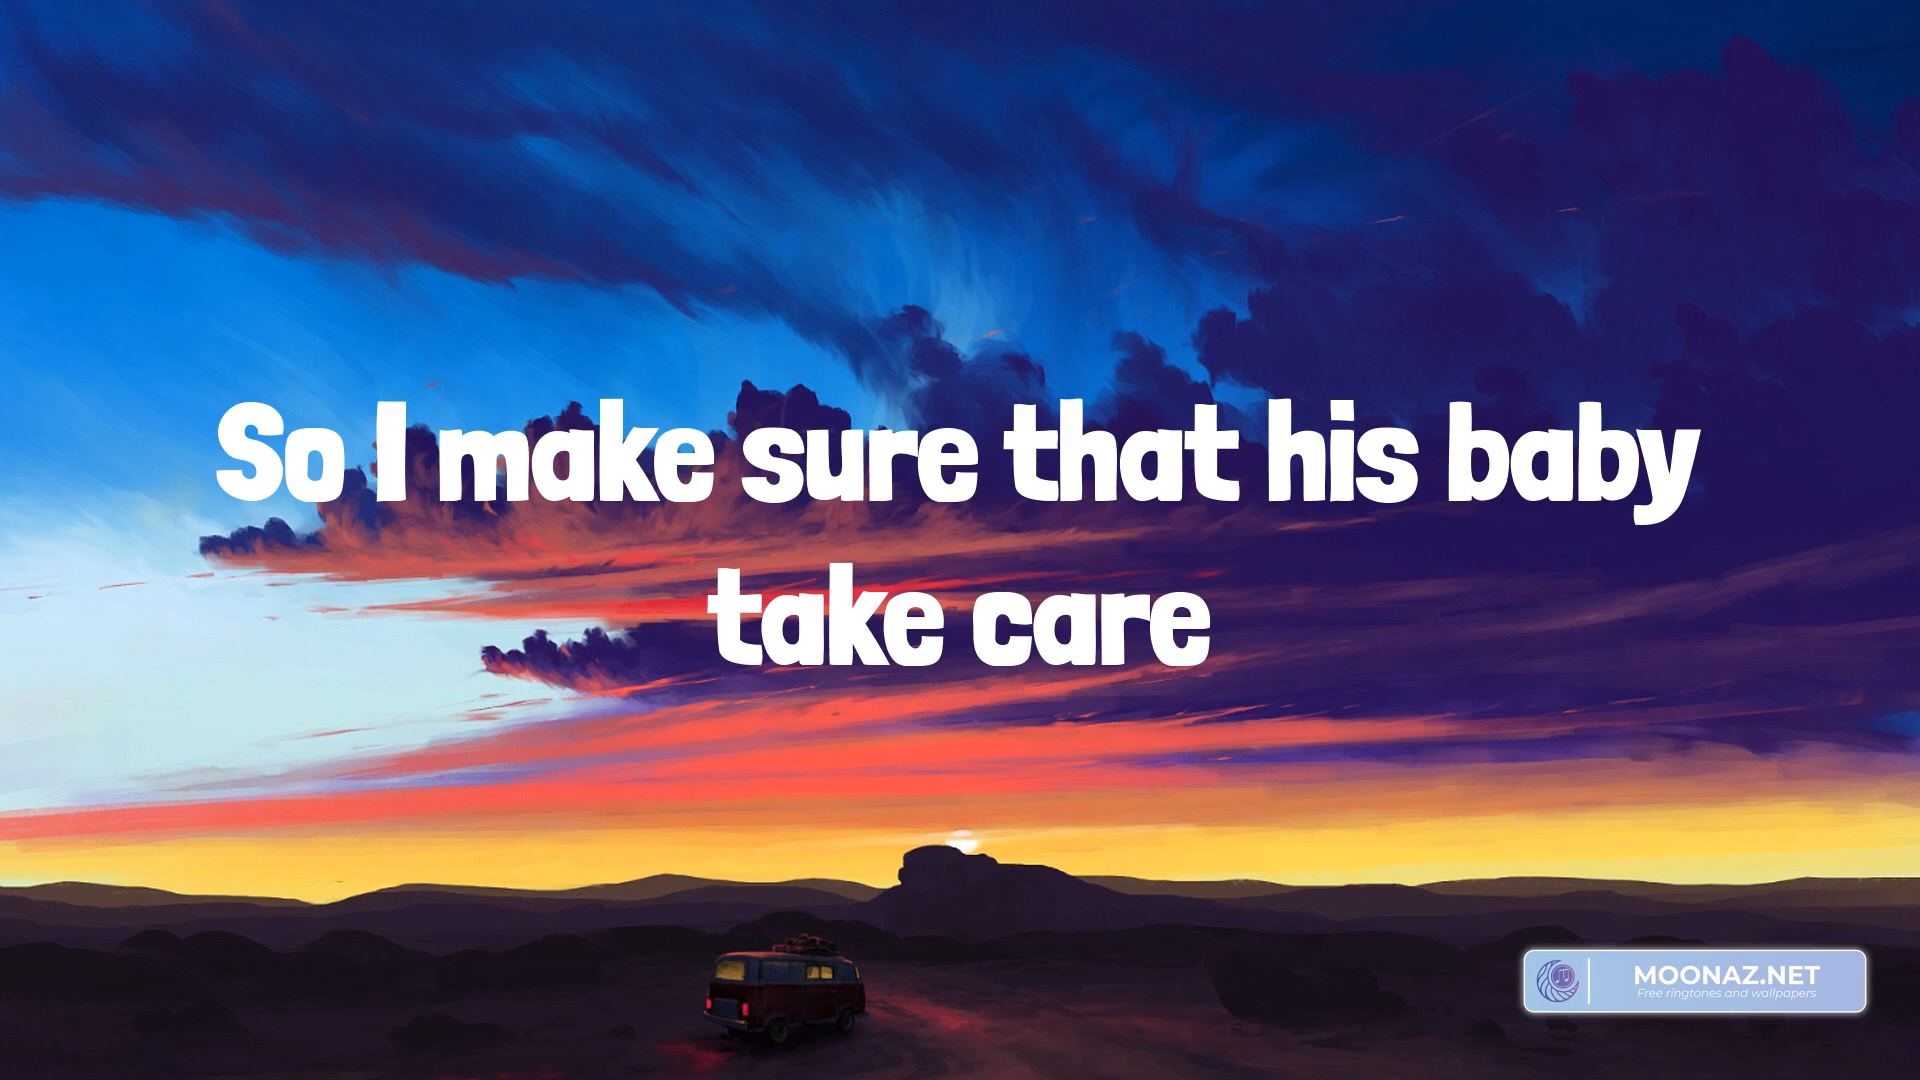 So I make sure that his baby
take care
MOONAZ.NET
Free ringtones and wallpapers